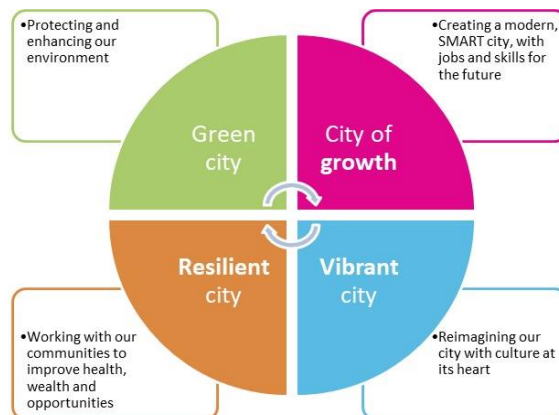 •Protecting and
enhancing our
environment
•Creating a modern,
SMART city, with
jobs and skills for
the future
Green
city
City of
growth
Resilient
city
Vibrant
city
•Working with our
communities to
improve health,
wealth and
opportunities
•Reimagining our
city with culture at
its heart